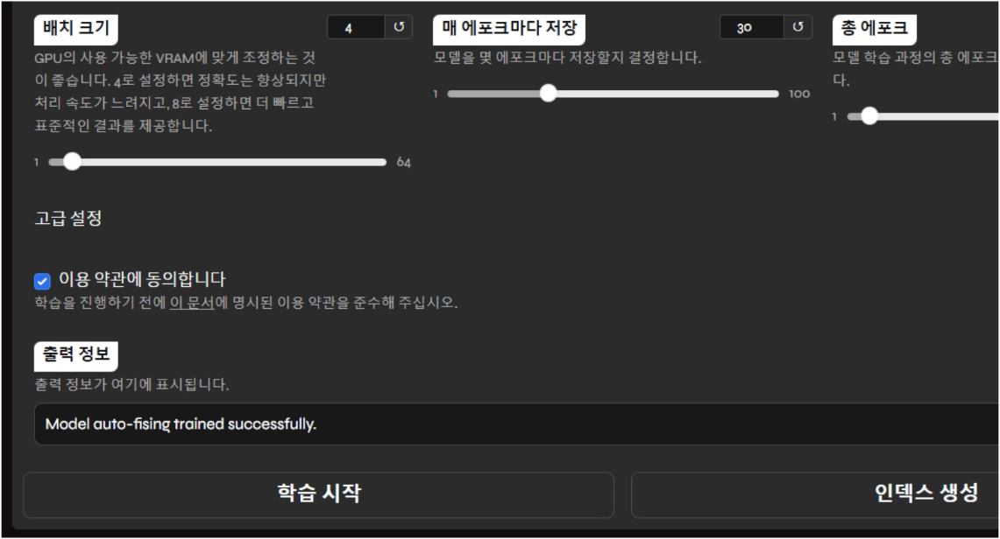 배치 크기
4
↺
매 에포크마다 저장
30
↺
총 에포크
GPU의 사용 가능한 VRAM에 맞게 조정하는 것
이 좋습니다. 4로 설정하면 정확도는 향상되지만
처리 속도가 느려지고, 8로 설정하면 더 빠르고
표준적인 결과를 제공합니다.
모델을 몇 에포크마다 저장할지 결정합니다.
모델 학습 과정의 총 에포크
다.
1
64
1
100
1
고급 설정
이용 약관에 동의합니다
학습을 진행하기 전에 이 문서에 명시된 이용 약관을 준수해 주십시오.
출력 정보
출력 정보가 여기에 표시됩니다.
Model auto-fising trained successfully.
학습 시작
인덱스 생성